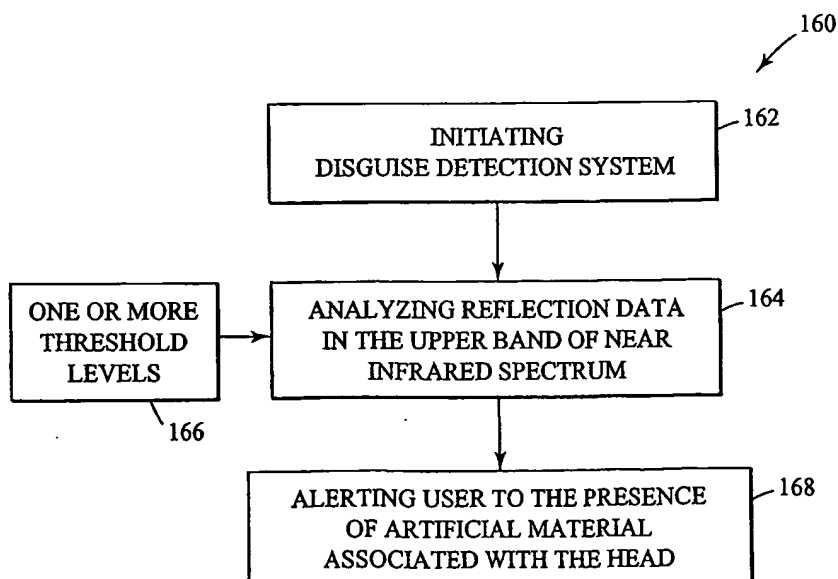 160
INITIATING
DISGUISE DETECTION SYSTEM
162
ONE OR MORE
THRESHOLD
LEVELS
166
ANALYZING REFLECTION DATA
IN THE UPPER BAND OF NEAR
INFRARED SPECTRUM
164
ALERTING USER TO THE PRESENCE
OF ARTIFICIAL MATERIAL
ASSOCIATED WITH THE HEAD
168